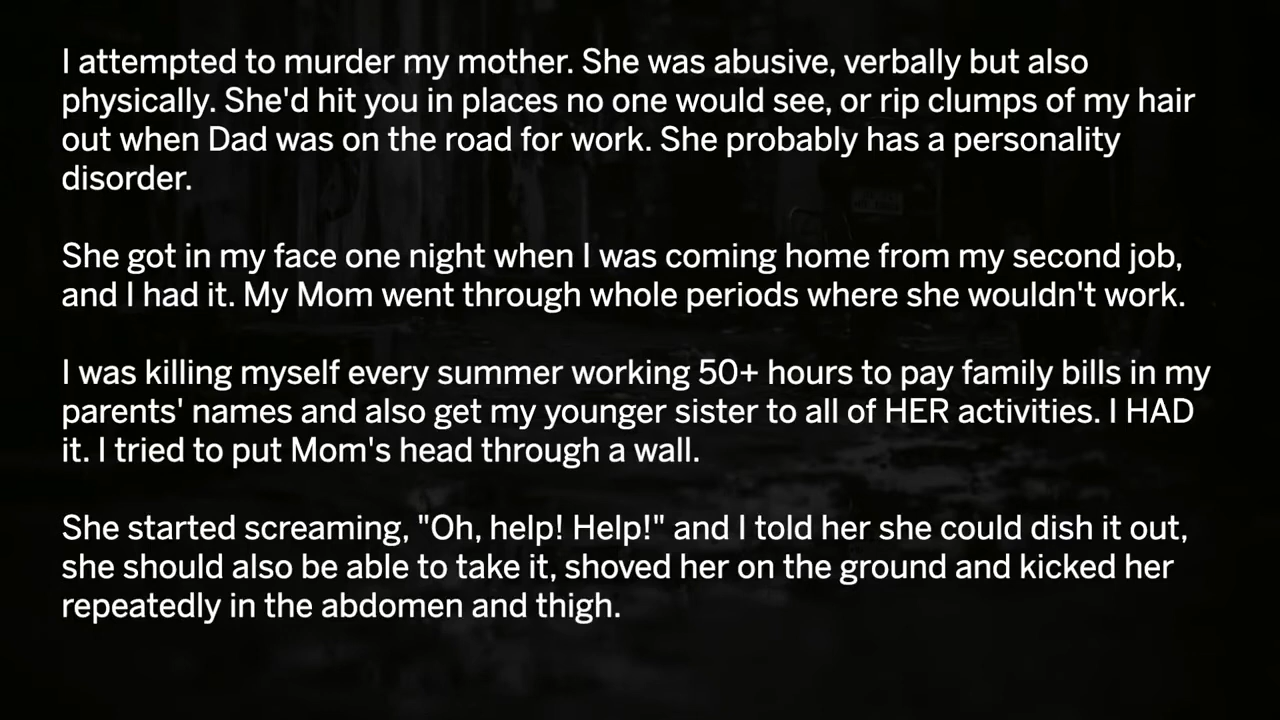 I attempted to murder my mother. She was abusive, verbally but also
physically. She'd hit you in places no one would see, or rip clumps of my hair
out when Dad was on the road for work. She probably has a personality
disorder.
She got in my face one night when I was coming home from my second job,
and I had it. My Mom went through whole periods where she wouldn't work.
I was killing myself every summer working 50+ hours to pay family bills in my
parents' names and also get my younger sister to all of HER activities. I HAD
it. I tried to put Mom's head through a wall.
She started screaming, "Oh, help! Help!" and I told her she could dish it out,
she should also be able to take it, shoved her on the ground and kicked her
repeatedly in the abdomen and thigh.